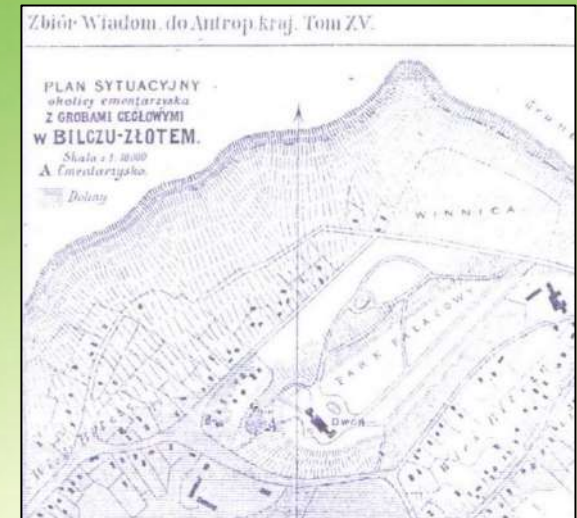 Zbiór Wiadom. do Antrop. kraj. Tom XV.
PLAN SYTUACYJNY
okolicy cmentarzyska
Z GROBAMI CEGŁOWYMI
W BILCZU-ZŁOTEM.
Skala = 1:10000
A. Cmentarzysko.
Doliny
WINNICA
PARK PAŁACOWY
Dwór
A